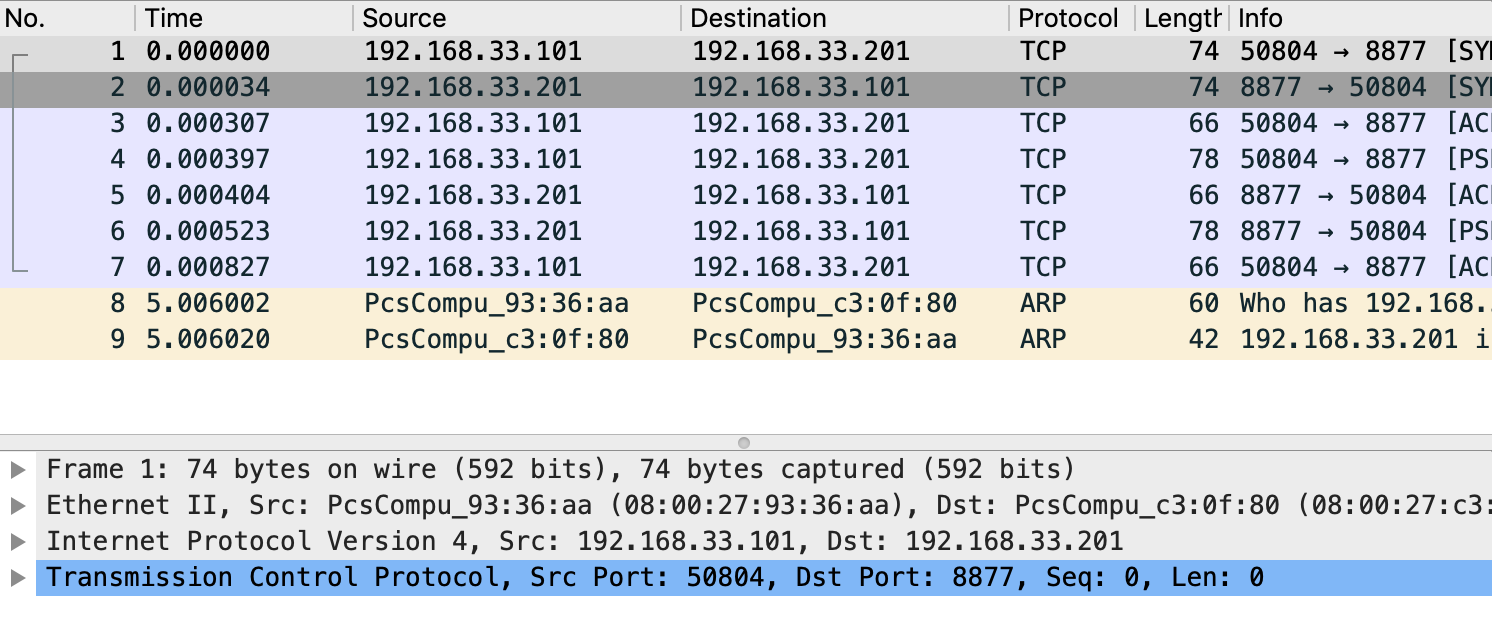 No. Time Source Destination Protocol Length Info
1 0.000000 192.168.33.101 192.168.33.201 TCP 74 50804 → 8877 [SY
2 0.000034 192.168.33.201 192.168.33.101 TCP 74 8877 → 50804 [SY
3 0.000307 192.168.33.101 192.168.33.201 TCP 66 50804 → 8877 [AC
4 0.000397 192.168.33.101 192.168.33.201 TCP 78 50804 → 8877 [PS
5 0.000404 192.168.33.201 192.168.33.101 TCP 66 8877 → 50804 [AC
6 0.000523 192.168.33.201 192.168.33.101 TCP 78 8877 → 50804 [PS
7 0.000827 192.168.33.101 192.168.33.201 TCP 66 50804 → 8877 [AC
8 5.006002 PcsCompu_93:36:aa PcsCompu_c3:0f:80 ARP 60 Who has 192.168.
9 5.006020 PcsCompu_c3:0f:80 PcsCompu_93:36:aa ARP 42 192.168.33.201 i
Frame 1: 74 bytes on wire (592 bits), 74 bytes captured (592 bits)
Ethernet II, Src: PcsCompu_93:36:aa (08:00:27:93:36:aa), Dst: PcsCompu_c3:0f:80 (08:00:27:c3:
Internet Protocol Version 4, Src: 192.168.33.101, Dst: 192.168.33.201
Transmission Control Protocol, Src Port: 50804, Dst Port: 8877, Seq: 0, Len: 0